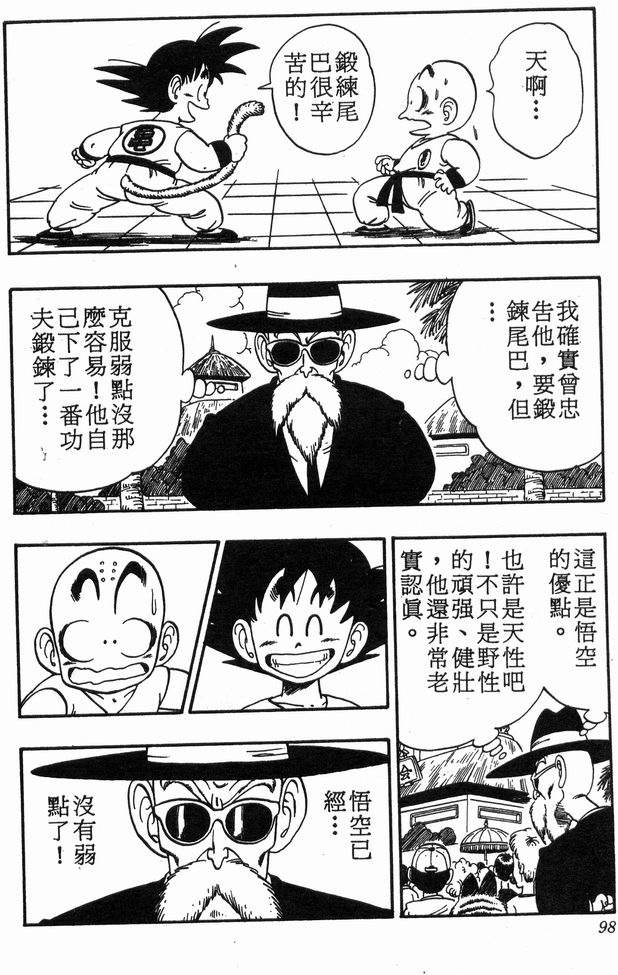 天啊…
鍛練尾
巴很辛
苦的！
龜
我確實曾忠
告他，要鍛
鍊尾巴，但
…
克服弱點沒那
麼容易！他自
己下了一番功
夫鍛鍊了…
這正是悟空
的優點。
也許是天性吧
！不只是野性
的頑强、健壯
，他還非常老
實認眞。
悟空已
經…
沒有弱
點了！
98